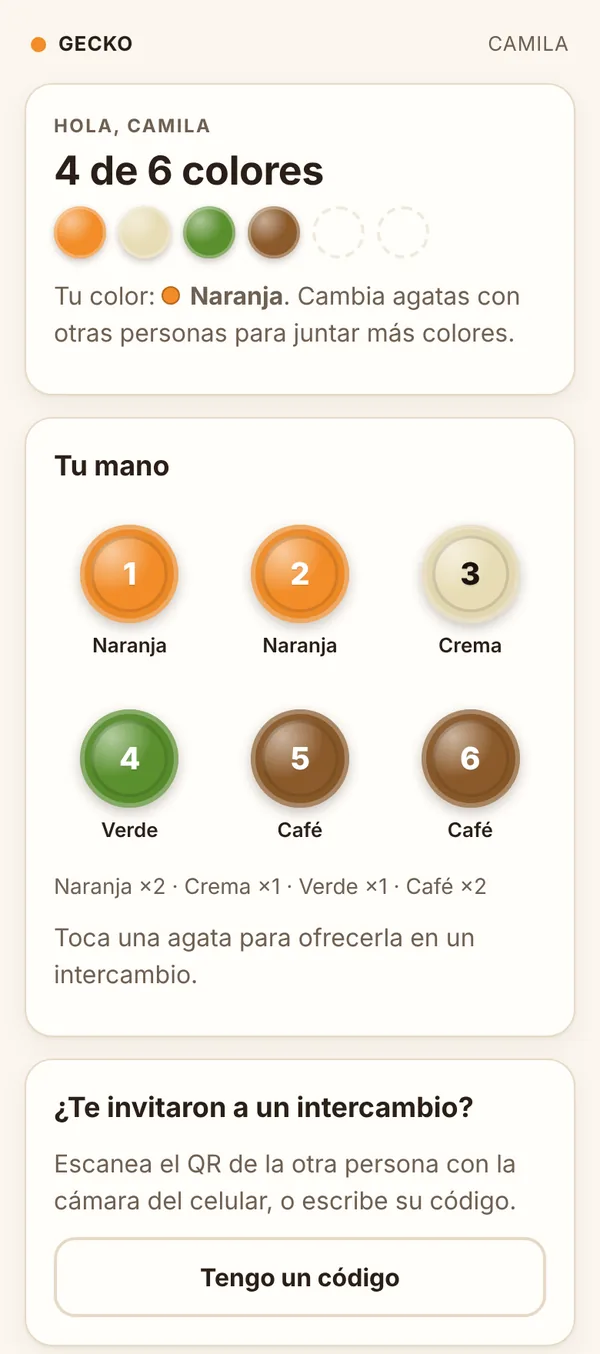 GECKO
CAMILA
HOLA, CAMILA
4 de 6 colores
Tu color: Naranja. Cambia agatas con
otras personas para juntar más colores.
Tu mano
1
2
3
Naranja
Naranja
Crema
4
5
6
Verde
Café
Café
Naranja ×2 · Crema ×1 · Verde ×1 · Café ×2
Toca una agata para ofrecerla en un
intercambio.
¿Te invitaron a un intercambio?
Escanea el QR de la otra persona con la
cámara del celular, o escribe su código.
Tengo un código